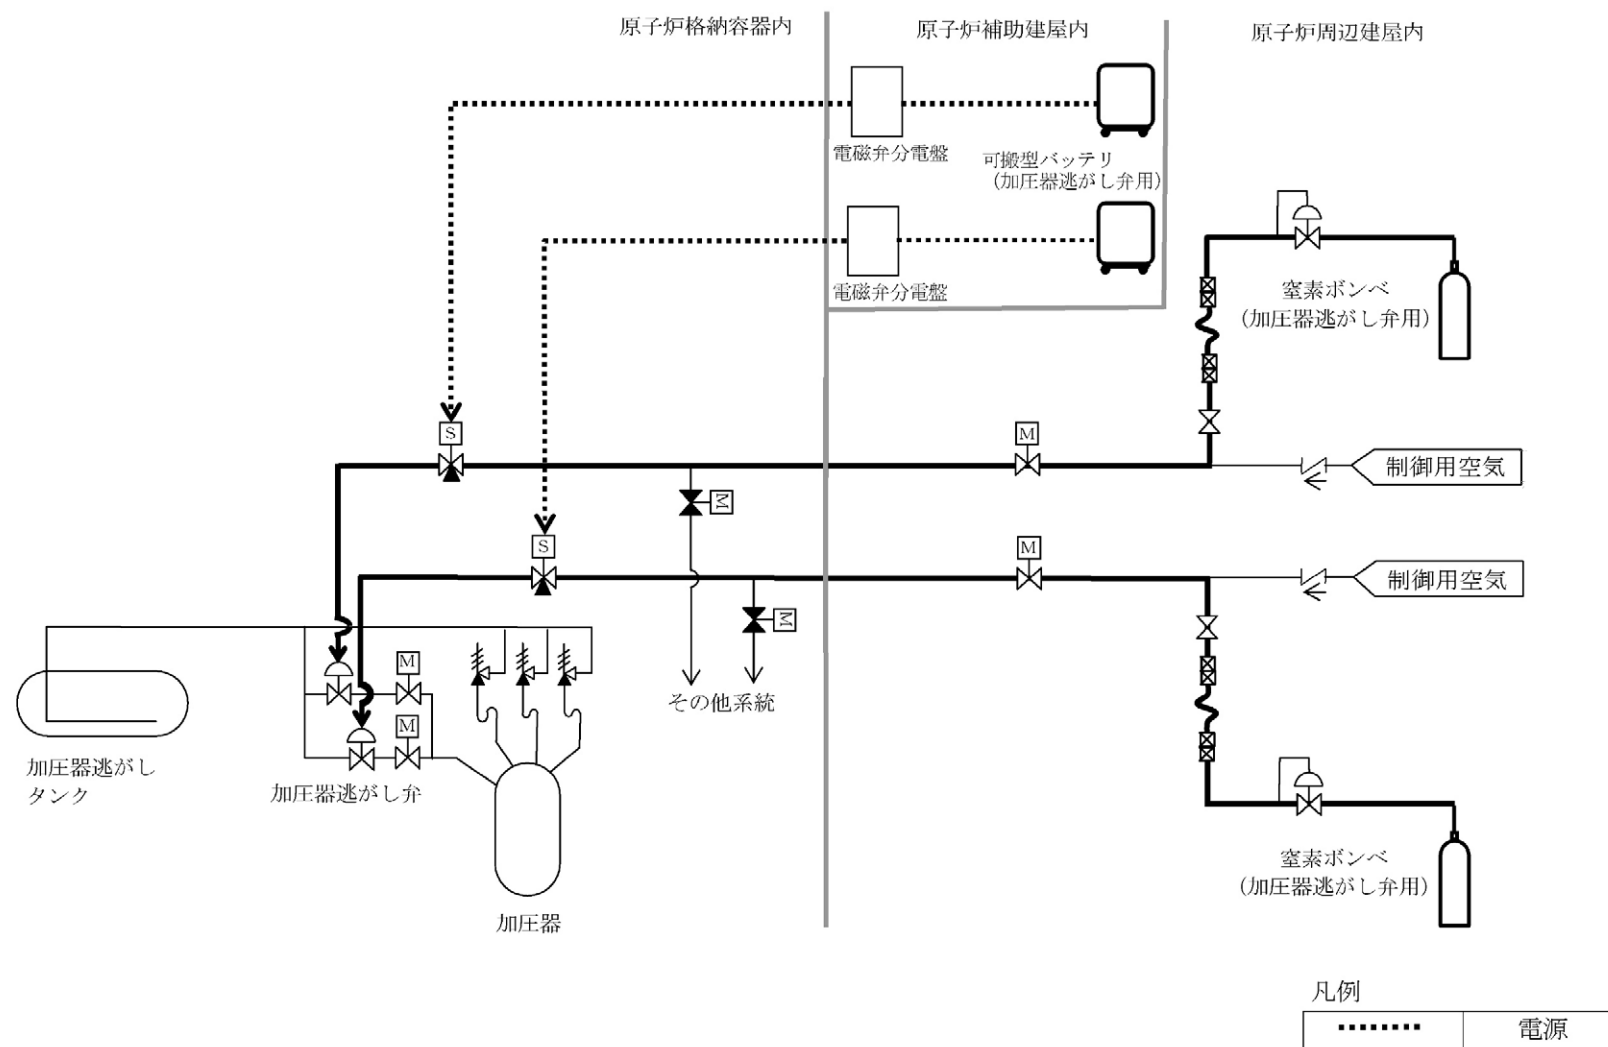 原子炉格納容器内
原子炉補助建屋内
原子炉周辺建屋内
電磁弁分電盤
可搬型バッテリ
(加圧器逃がし弁用)
電磁弁分電盤
窒素ボンベ
(加圧器逃がし弁用)
S
M
制御用空気
M
S
M
制御用空気
M
M
M
その他系統
加圧器逃がし
タンク
加圧器逃がし弁
加圧器
窒素ボンベ
(加圧器逃がし弁用)
凡例
電源